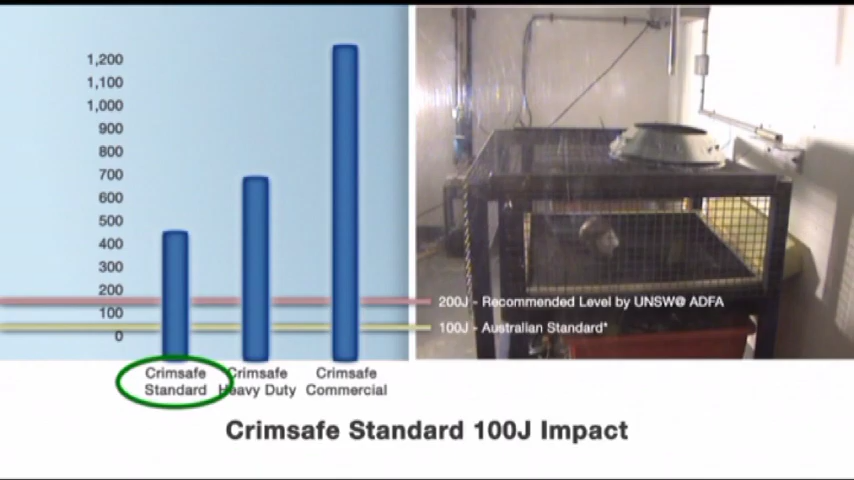 1,200
1,100
1,000
900
800
700
600
500
400
300
200
100
0
200J - Recommended Level by UNSW@ ADFA
100J - Australian Standard*
Crimsafe Standard
Crimsafe Heavy Duty
Crimsafe Commercial
Crimsafe Standard 100J Impact